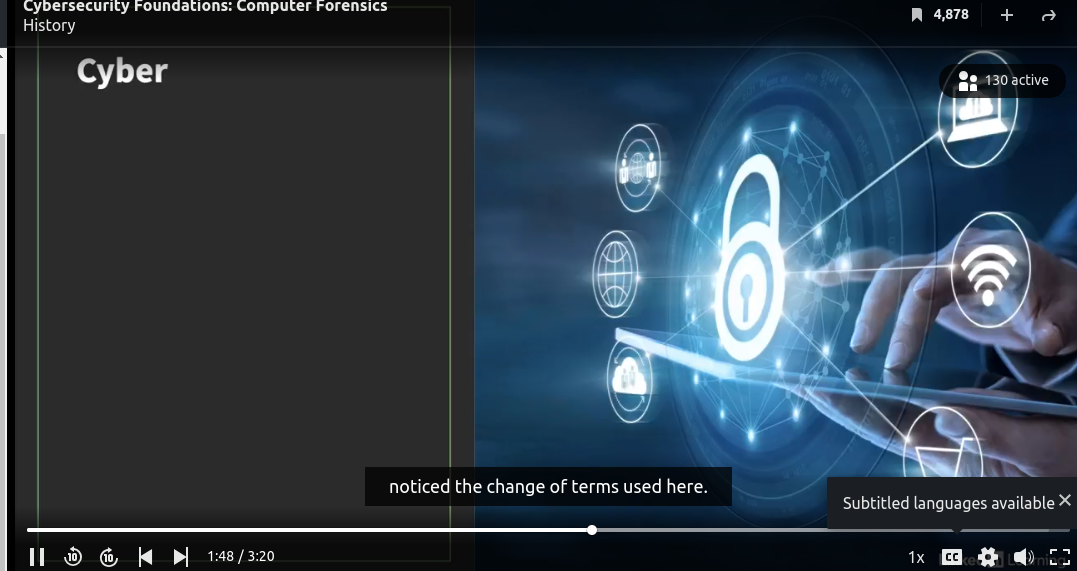 Cybersecurity Foundations: Computer Forensics
History
4,878
Cyber
130 active
noticed the change of terms used here.
Subtitled languages available
10
10
1:48 / 3:20
1x
CC